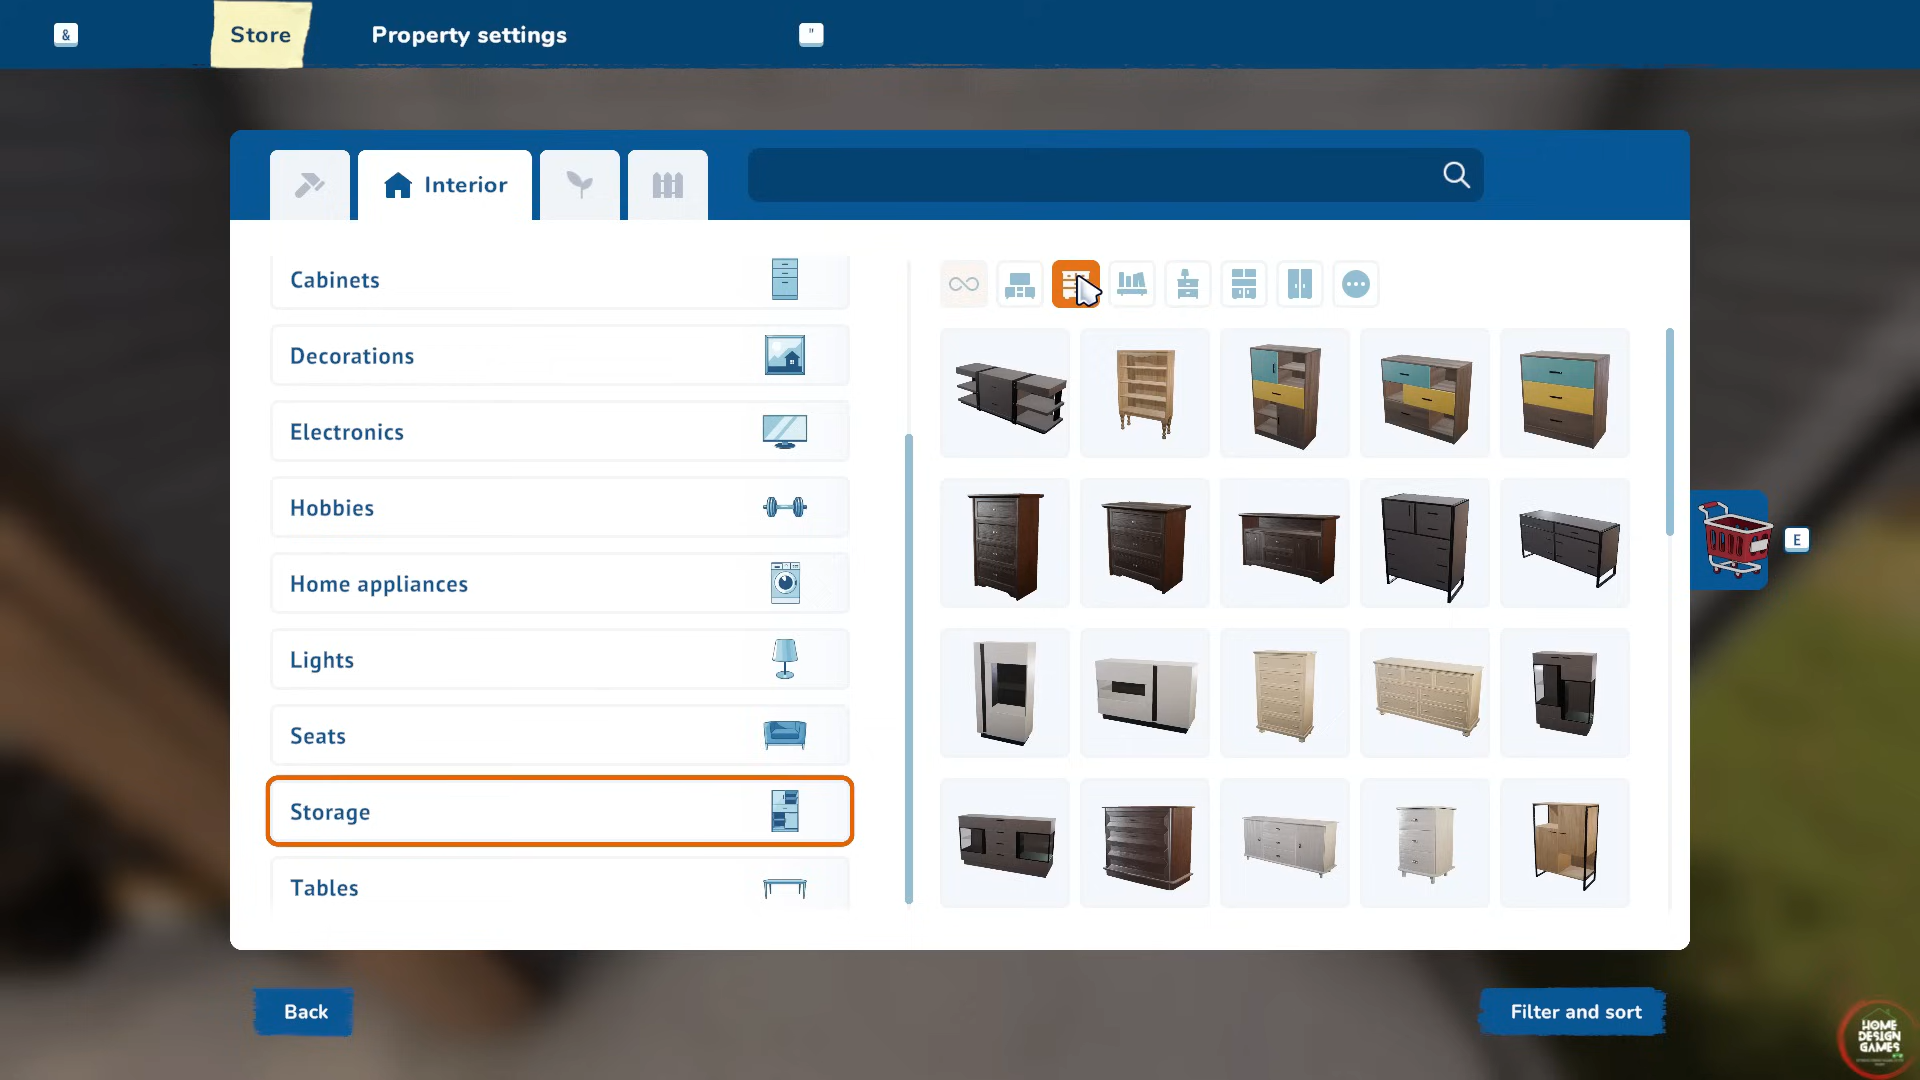 &
Store
Property settings
"
Interior
Cabinets
Decorations
Electronics
Hobbies
Home appliances
Lights
Seats
Storage
Tables
E
Back
Filter and sort
HOME
DESIGN
GAMES